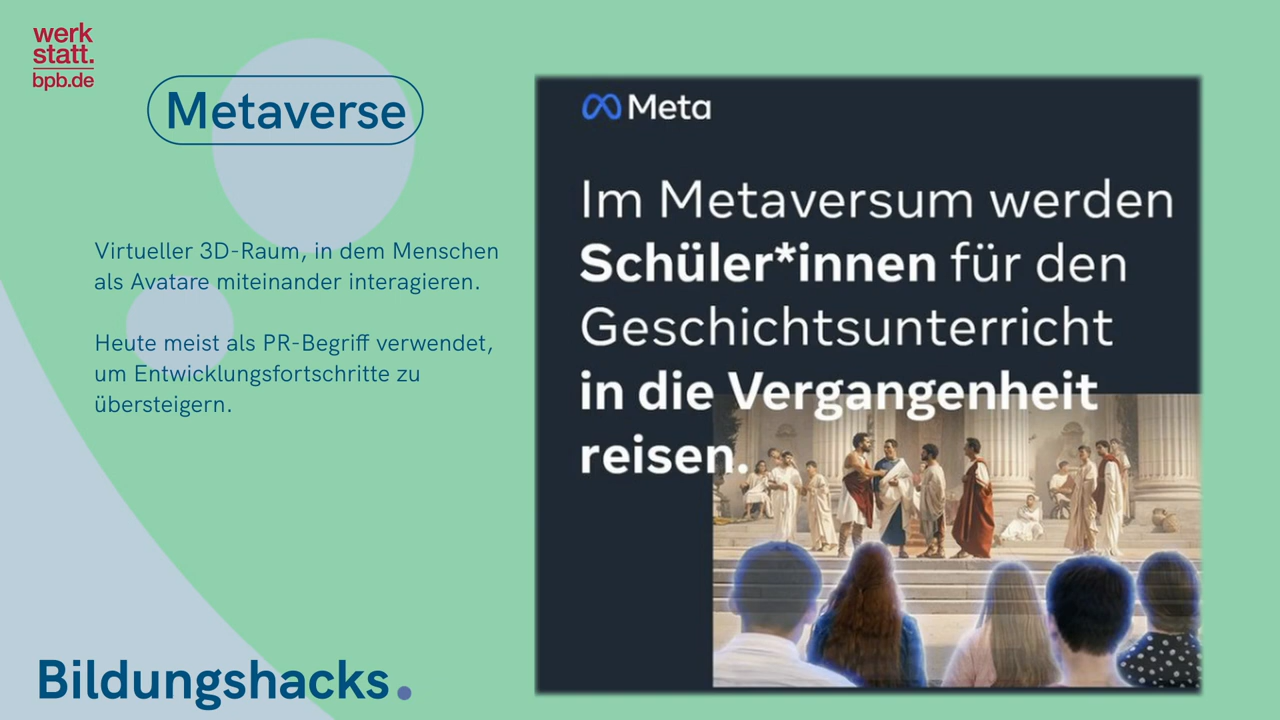 werk
statt.
bpb.de
Metaverse
Virtueller 3D-Raum, in dem Menschen
als Avatare miteinander interagieren.
Heute meist als PR-Begriff verwendet,
um Entwicklungsfortschritte zu
übersteigern.
Bildungshacks.
Meta
Im Metaversum werden
Schüler*innen für den
Geschichtsunterricht
in die Vergangenheit
reisen.